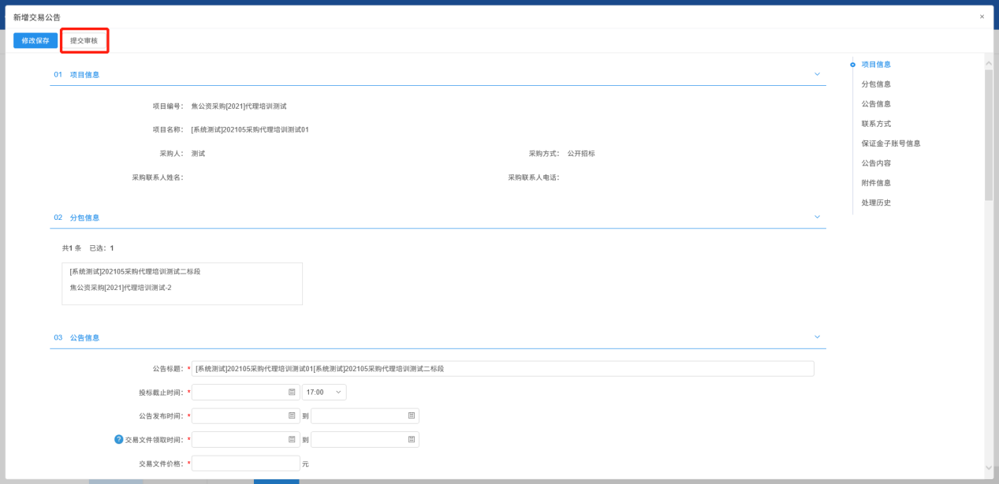 新增交易公告
×
修改保存 提交审核
01 项目信息
项目编号： 焦公资采购[2021]代理培训测试
项目名称： [系统测试]202105采购代理培训测试01
采购人： 测试 采购方式： 公开招标
采购联系人姓名： 采购联系人电话：
02 分包信息
共1 条 已选：1
[系统测试]202105采购代理培训测试二标段
焦公资采购[2021]代理培训测试-2
03 公告信息
公告标题：* [系统测试]202105采购代理培训测试01[系统测试]202105采购代理培训测试二标段
投标截止时间：* 17:00
公告发布时间：* 到
? 交易文件领取时间：* 到
交易文件价格：* 元
项目信息
分包信息
公告信息
联系方式
保证金子账号信息
公告内容
附件信息
处理历史